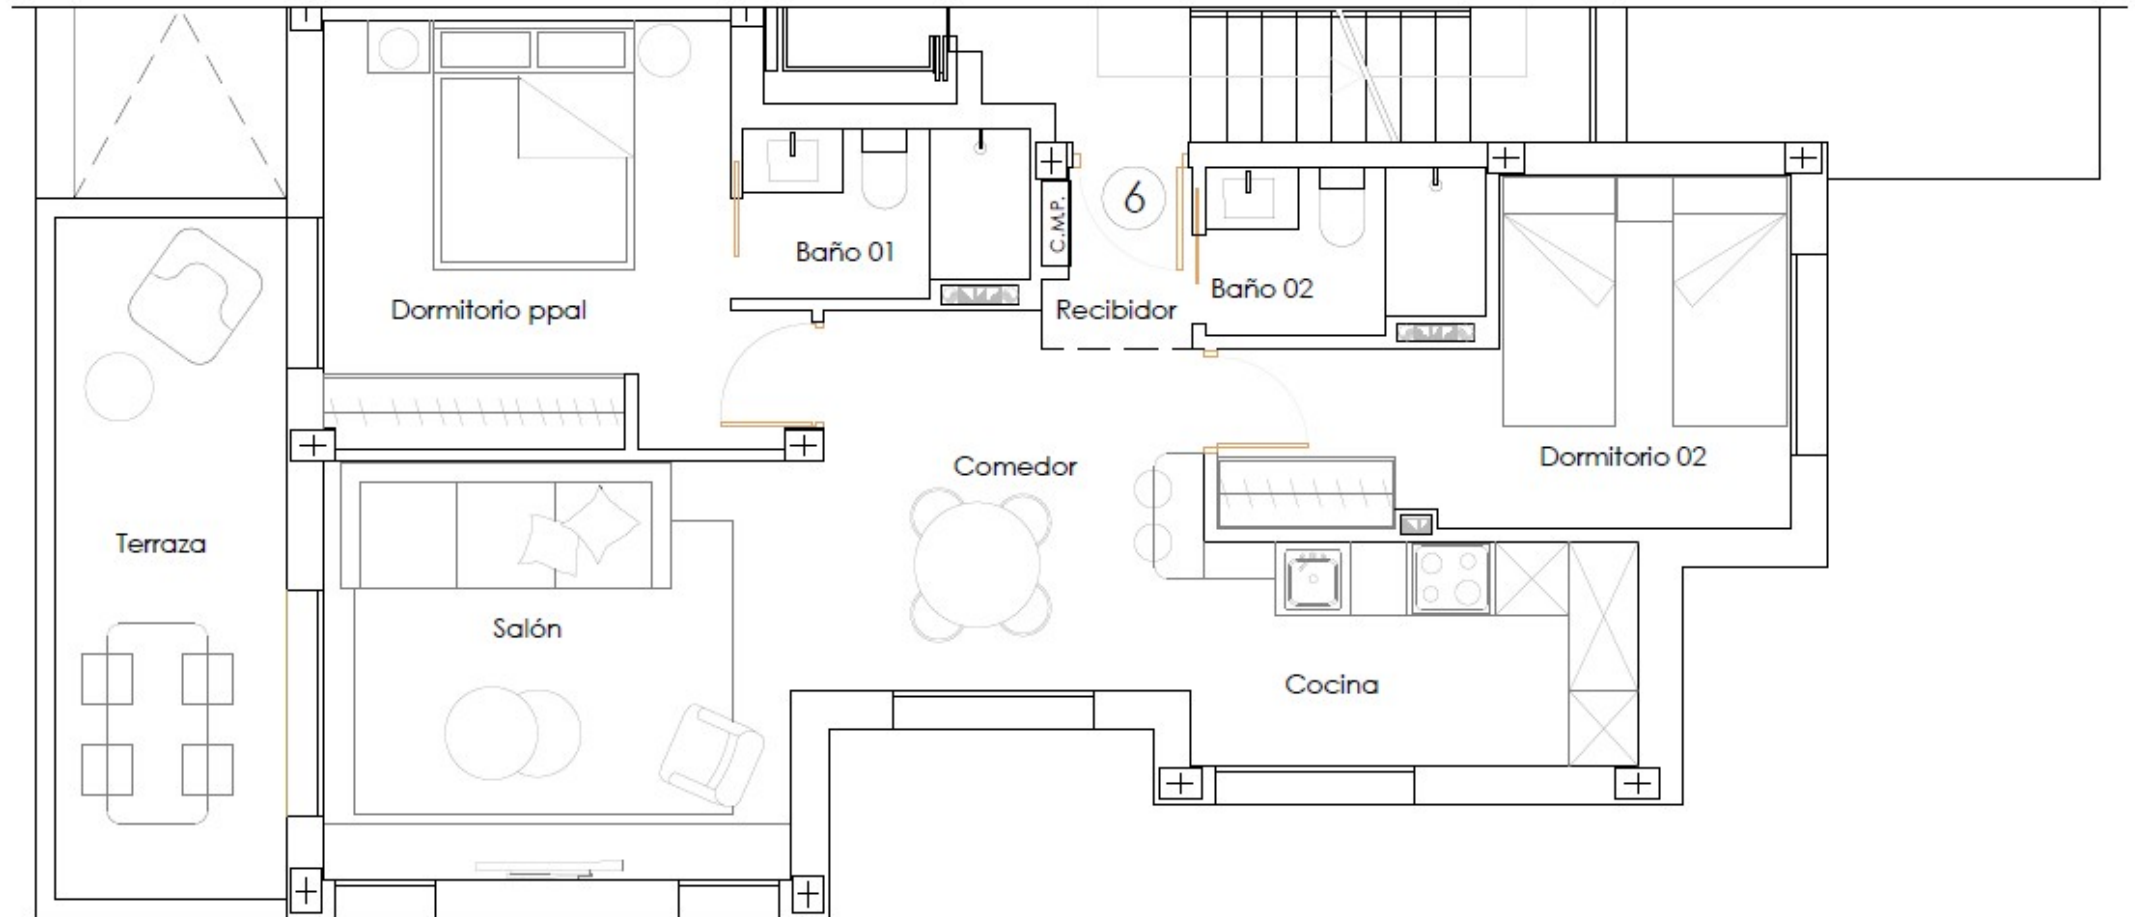 6
C.M.P.
Baño 01
Baño 02
Dormitorio ppal
Recibidor
Dormitorio 02
Comedor
Terraza
Salón
Cocina